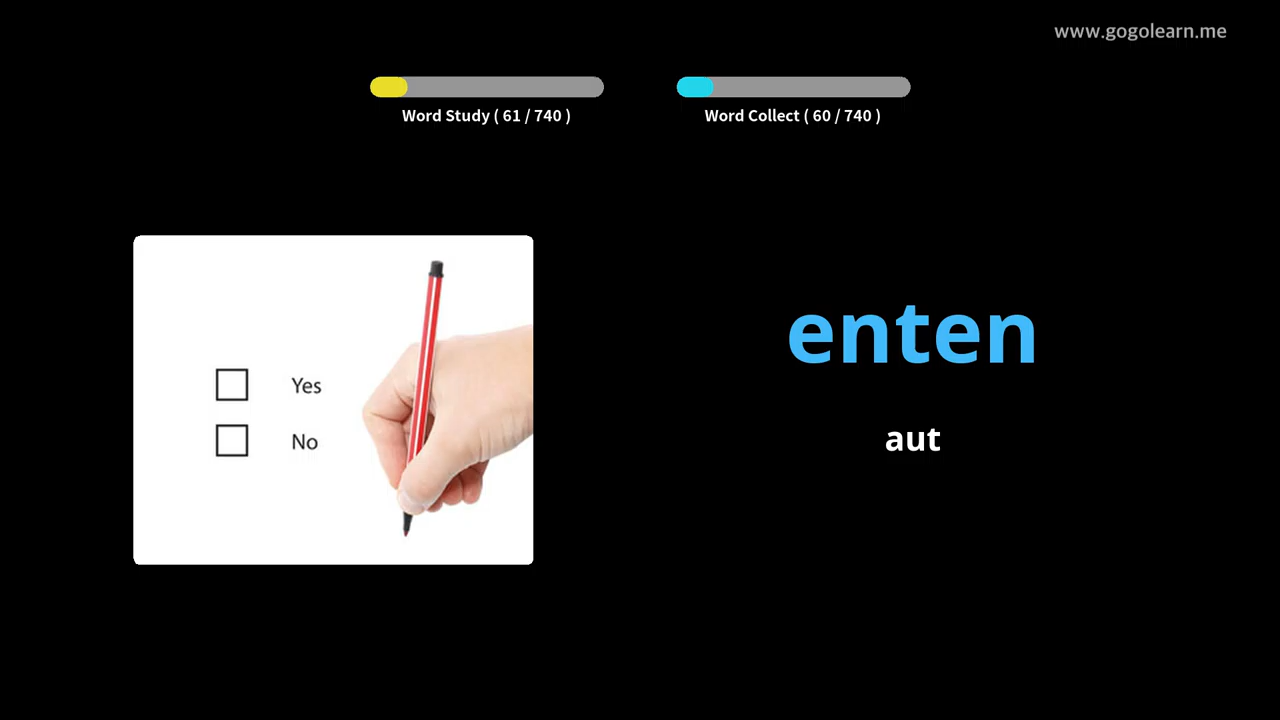 www.gogolearn.me
Word Study ( 61 / 740 )
Word Collect ( 60 / 740 )
Yes
No
enten
aut